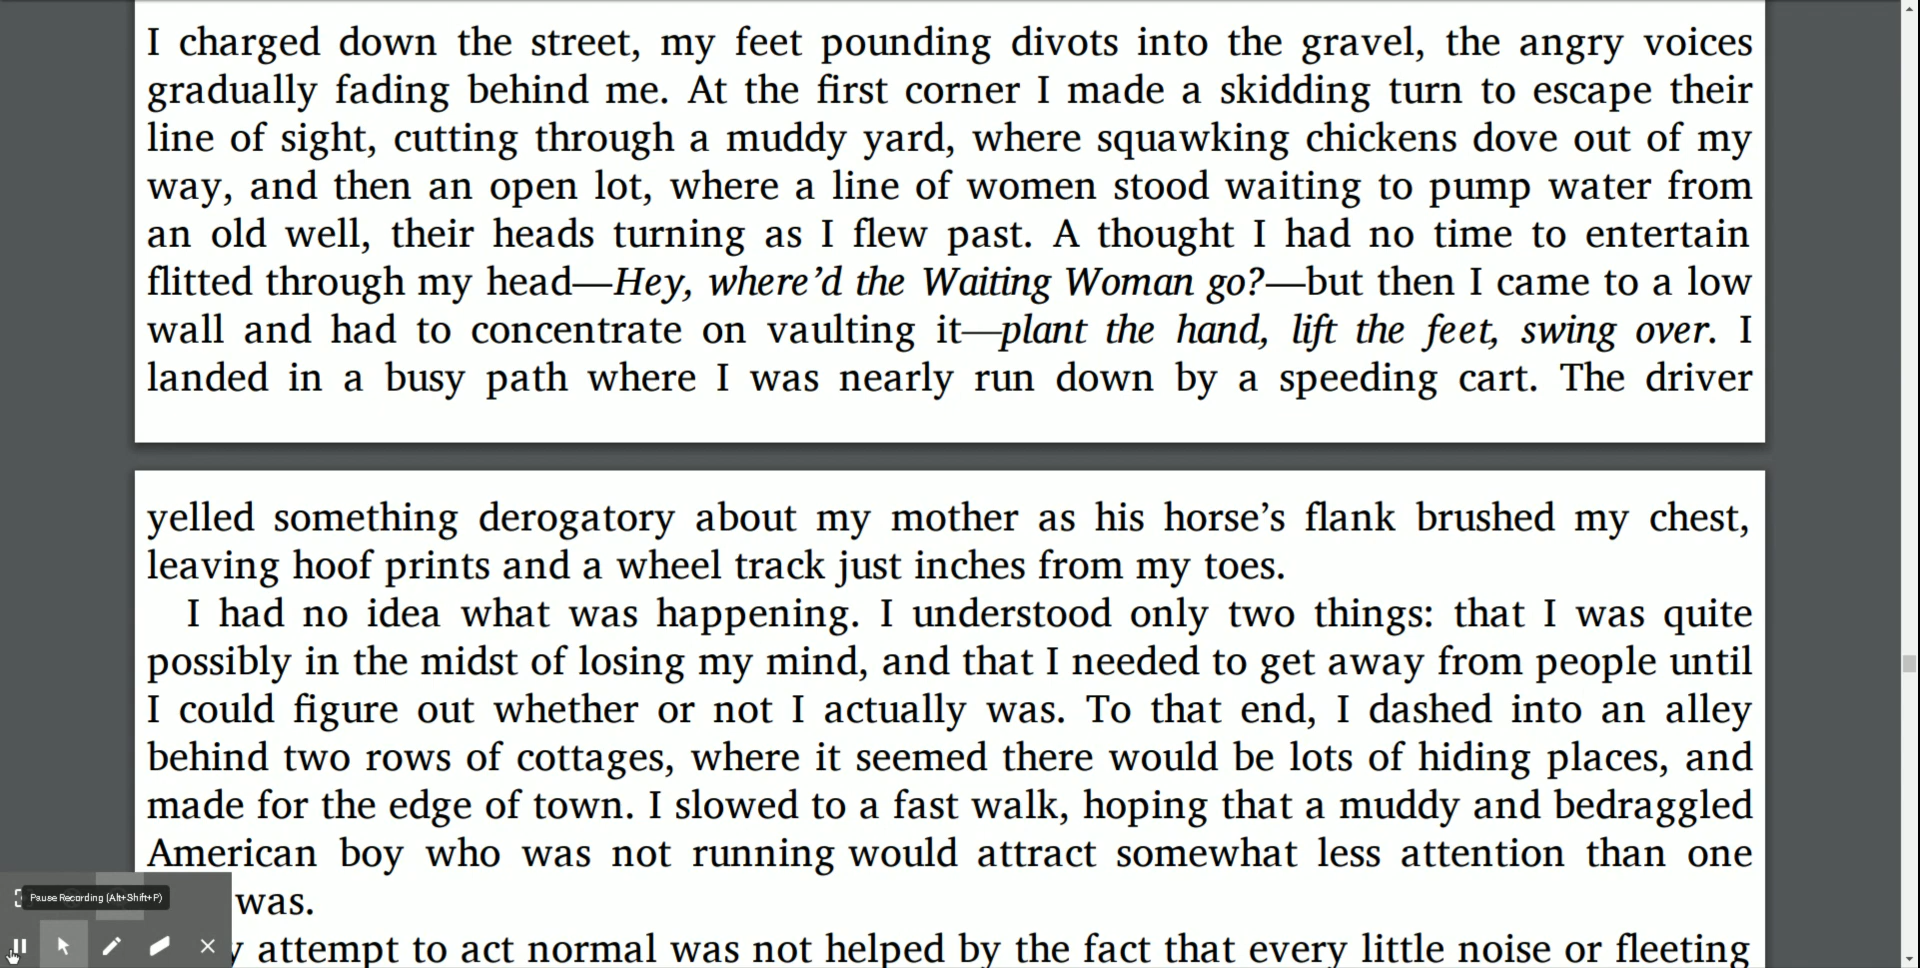 I charged down the street, my feet pounding divots into the gravel, the angry voices
gradually fading behind me. At the first corner I made a skidding turn to escape their
line of sight, cutting through a muddy yard, where squawking chickens dove out of my
way, and then an open lot, where a line of women stood waiting to pump water from
an old well, their heads turning as I flew past. A thought I had no time to entertain
flitted through my head—Hey, where’d the Waiting Woman go?—but then I came to a low
wall and had to concentrate on vaulting it—plant the hand, lift the feet, swing over. I
landed in a busy path where I was nearly run down by a speeding cart. The driver
yelled something derogatory about my mother as his horse’s flank brushed my chest,
leaving hoof prints and a wheel track just inches from my toes.
I had no idea what was happening. I understood only two things: that I was quite
possibly in the midst of losing my mind, and that I needed to get away from people until
I could figure out whether or not I actually was. To that end, I dashed into an alley
behind two rows of cottages, where it seemed there would be lots of hiding places, and
made for the edge of town. I slowed to a fast walk, hoping that a muddy and bedraggled
American boy who was not running would attract somewhat less attention than one
was.
Pause Recording (Alt+Shift+P)
y attempt to act normal was not helped by the fact that every little noise or fleeting